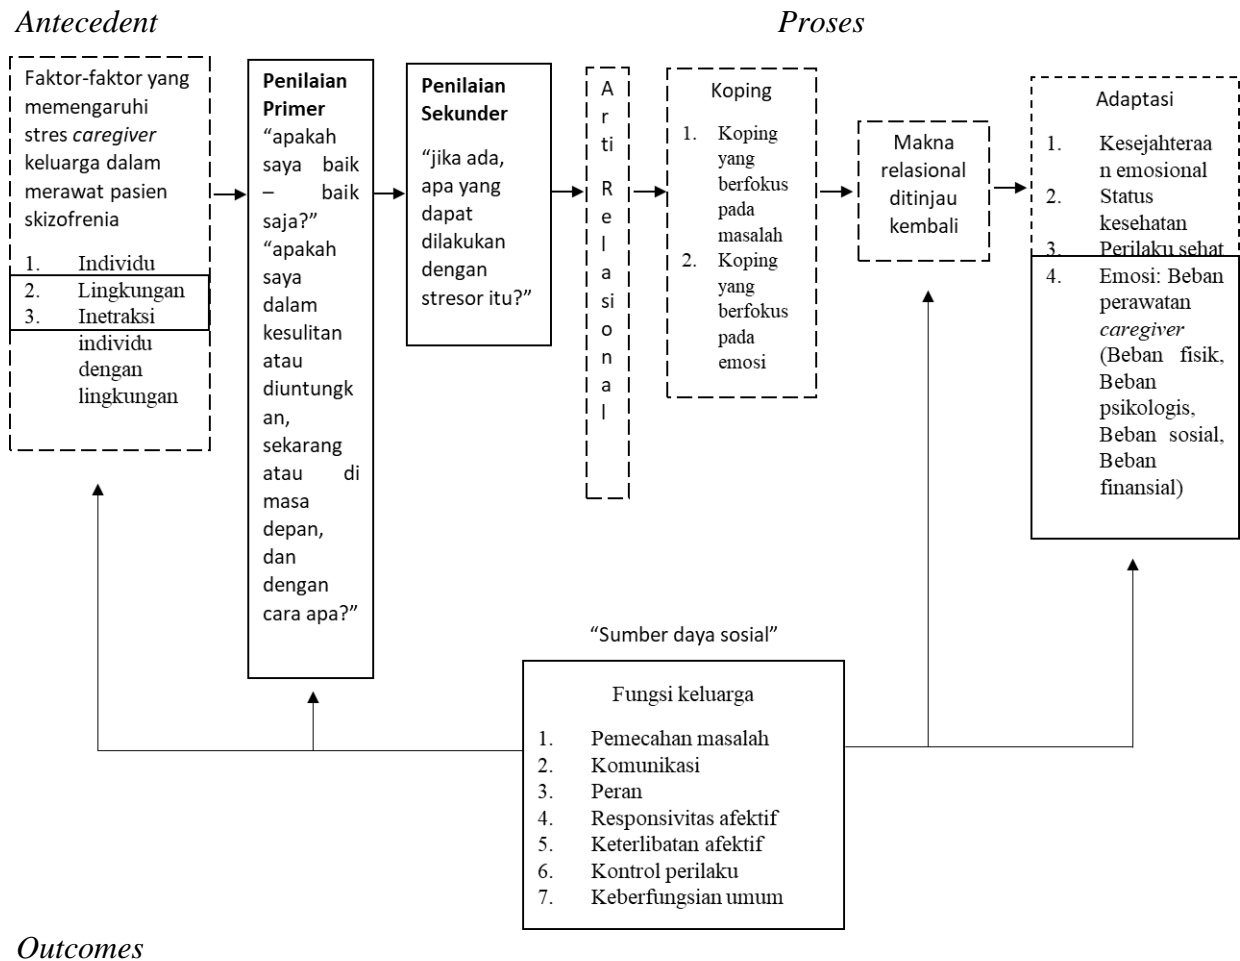 Antecedent
Proses
Faktor-faktor yang
memengaruhi
stres caregiver
keluarga dalam
merawat pasien
skizofrenia
1. Individu
2. Lingkungan
3. Inetraksi
individu
dengan
lingkungan
Penilaian
Primer
“apakah
saya baik
– baik
saja?”
“apakah
saya
dalam
kesulitan
atau
diuntungk
an,
sekarang
atau di
masa
depan,
dan
dengan
cara apa?”
Penilaian
Sekunder
“jika ada,
apa yang
dapat
dilakukan
dengan
stresor itu?”
A
r
ti
R
e
l
a
si
o
n
a
l
Koping
1. Koping
yang
berfokus
pada
masalah
2. Koping
yang
berfokus
pada
emosi
Makna
relasional
ditinjau
kembali
Adaptasi
1. Kesejahteraa
n emosional
2. Status
kesehatan
3. Perilaku sehat
4. Emosi: Beban
perawatan
caregiver
(Beban fisik,
Beban
psikologis,
Beban sosial,
Beban
finansial)
“Sumber daya sosial”
Fungsi keluarga
1. Pemecahan masalah
2. Komunikasi
3. Peran
4. Responsivitas afektif
5. Keterlibatan afektif
6. Kontrol perilaku
7. Keberfungsian umum
Outcomes